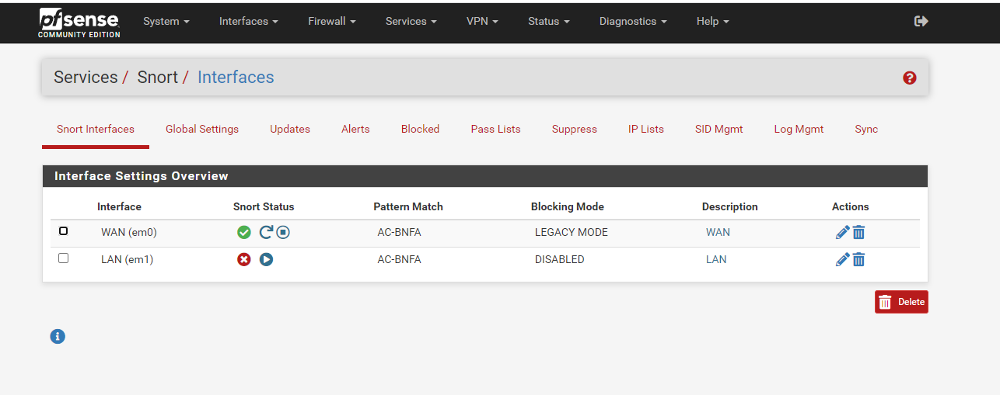 pfsense System Interfaces Firewall Services VPN Status Diagnostics Help
COMMUNITY EDITION
Services / Snort / Interfaces
Snort Interfaces Global Settings Updates Alerts Blocked Pass Lists Suppress IP Lists SID Mgmt Log Mgmt Sync
Interface Settings Overview
Interface Snort Status Pattern Match Blocking Mode Description Actions
WAN (em0) AC-BNFA LEGACY MODE WAN
LAN (em1) AC-BNFA DISABLED LAN
Delete